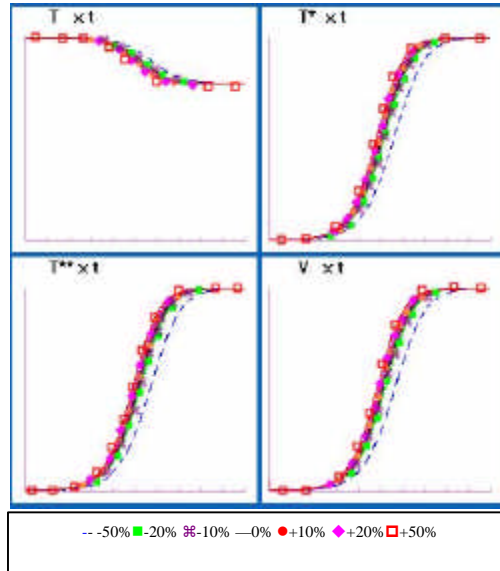 T × t
T* × t
T** × t
V × t
-- -50% ■-20% ⌘-10% —0% ●+10% ◆+20% □+50%